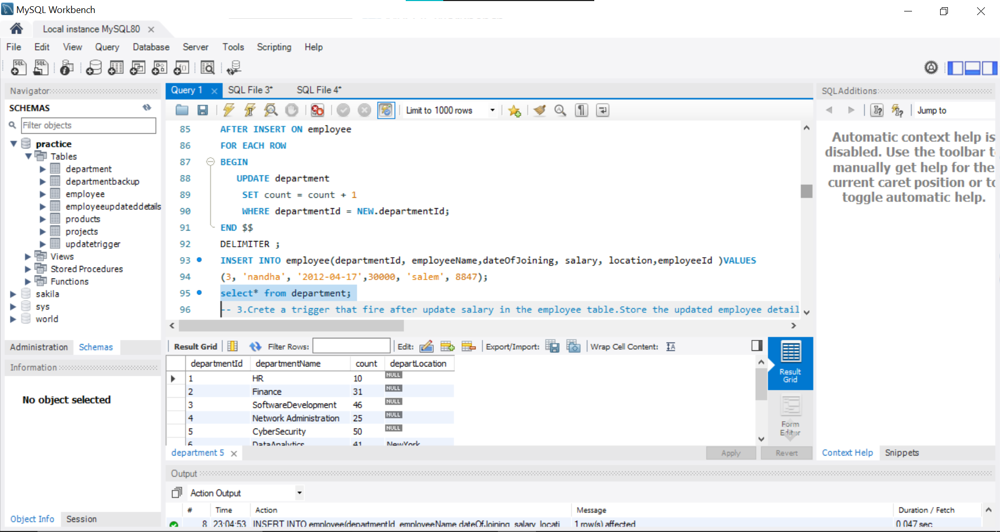 MySQL Workbench
Local instance MySQL80
File Edit View Query Database Server Tools Scripting Help
Navigator
SCHEMAS
Filter objects
practice
Tables
department
departmentbackup
employee
employeeupdateddetails
products
projects
updatetrigger
Views
Stored Procedures
Functions
sakila
sys
world
Administration Schemas
Information
No object selected
Object Info Session
Query 1 SQL File 3* SQL File 4*
Limit to 1000 rows
85 AFTER INSERT ON employee
86 FOR EACH ROW
87 BEGIN
88 UPDATE department
89 SET count = count + 1
90 WHERE departmentId = NEW.departmentId;
91 END $$
92 DELIMITER ;
93 INSERT INTO employee(departmentId, employeeName,dateOfJoining, salary, location,employeeId )VALUES
94 (3, 'nandha', '2012-04-17',30000, 'salem', 8847);
95 select* from department;
96 -- 3.Crete a trigger that fire after update salary in the employee table.Store the updated employee detail
Result Grid Filter Rows: Edit: Export/Import: Wrap Cell Content:
departmentId departmentName count departLocation
1 HR 10 NULL
2 Finance 31 NULL
3 SoftwareDevelopment 46 NULL
4 Network Administration 25 NULL
5 CyberSecurity 50 NULL
6 DataAnalytics 41 NewYork
Result Grid
Form Editor
department 5
Apply Revert
SQLAdditions
Jump to
Automatic context help is
disabled. Use the toolbar t
manually get help for the
current caret position or to
toggle automatic help.
Context Help Snippets
Output
Action Output
# Time Action Message Duration / Fetch
8 23:04:53 INSERT INTO employee(departmentId, employeeName,dateOfJoining, salary, locati 1 row(s) affected 0.047 sec